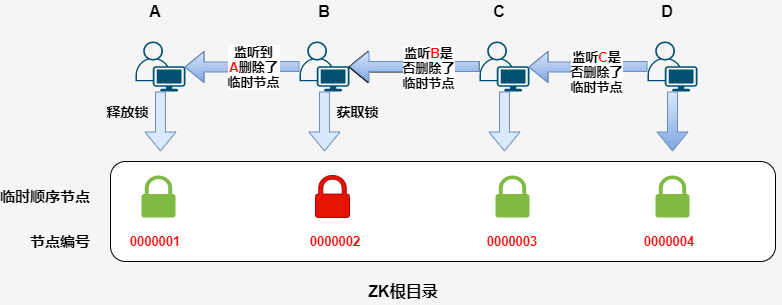 A
B
C
D
监听到
A删除了
临时节点
监听B是
否删除了
临时节点
监听C是
否删除了
临时节点
释放锁
获取锁
临时顺序节点
节点编号
0000001
0000002
0000003
0000004
ZK根目录